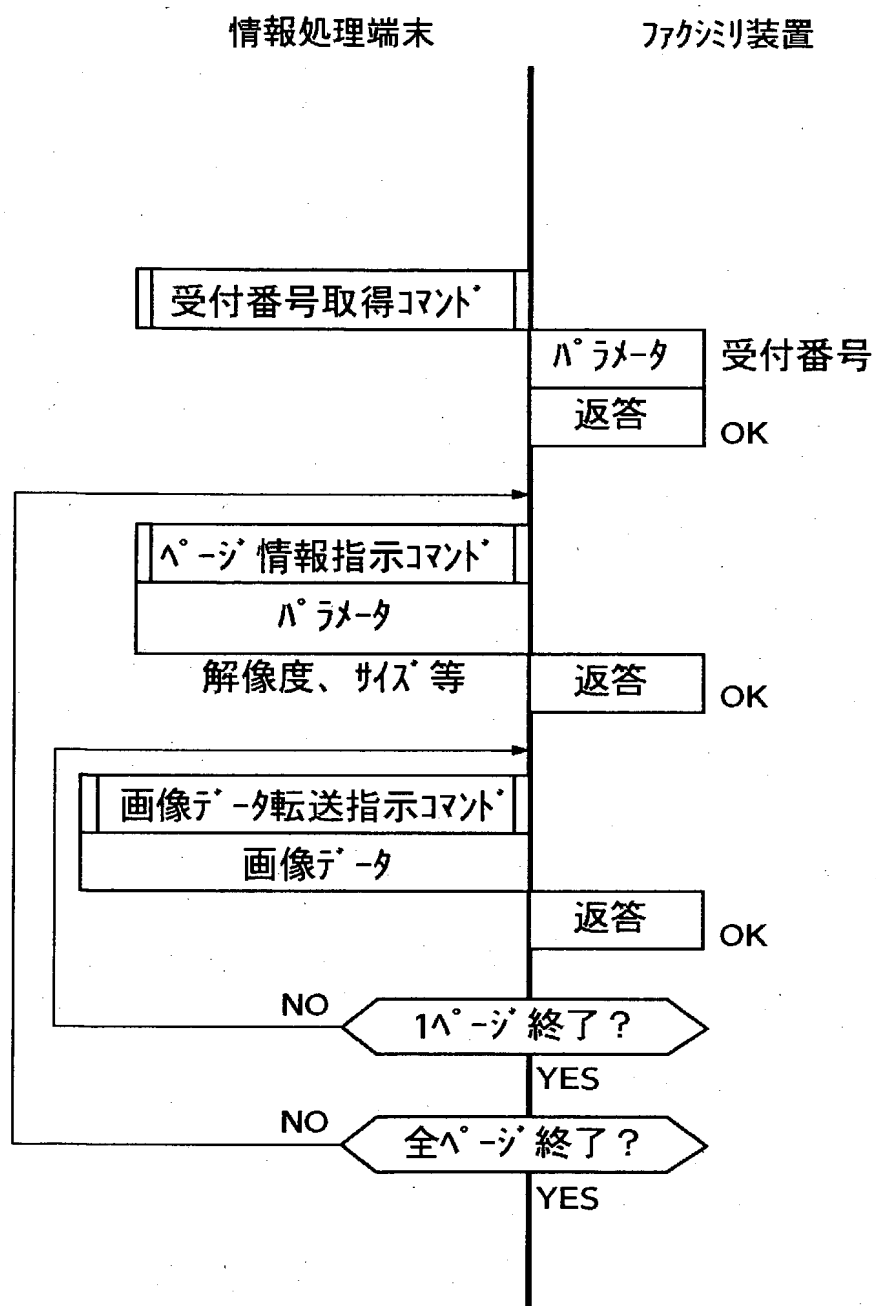 情報処理端末 ﾌｧｸｼﾐﾘ装置
受付番号取得ｺﾏﾝﾄﾞ
ﾊﾟﾗﾒｰﾀ 受付番号
返答 OK
ﾍﾟｰｼﾞ情報指示ｺﾏﾝﾄﾞ
ﾊﾟﾗﾒｰﾀ
解像度、ｻｲｽﾞ等 返答 OK
画像ﾃﾞｰﾀ転送指示ｺﾏﾝﾄﾞ
画像ﾃﾞｰﾀ
返答 OK
NO 1ﾍﾟｰｼﾞ終了？
YES
NO 全ﾍﾟｰｼﾞ終了？
YES